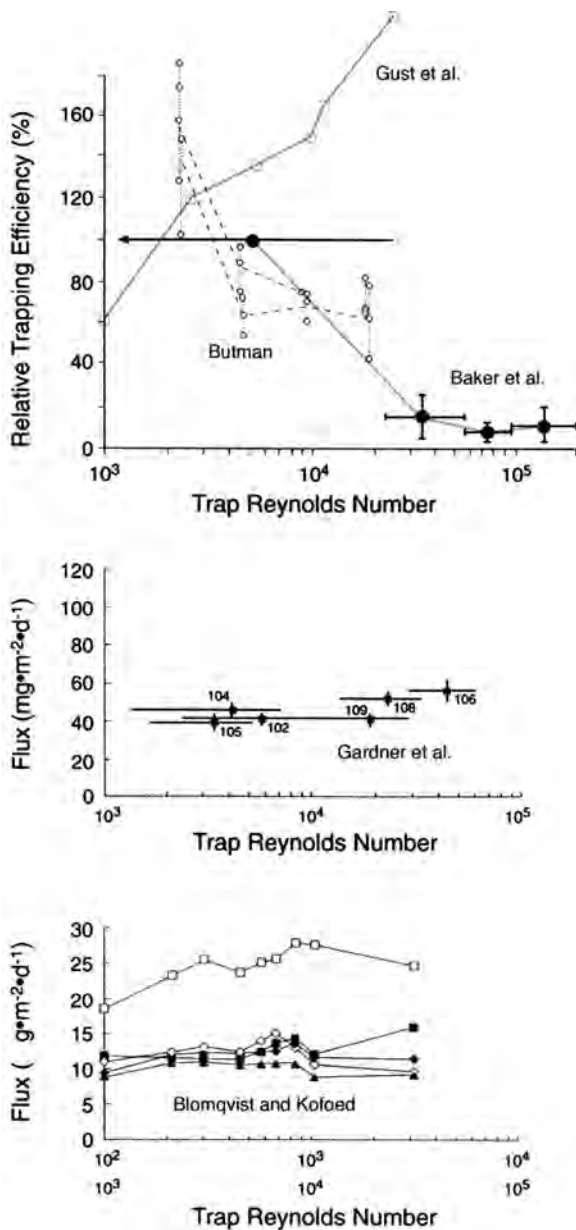 Relative Trapping Efficiency (%)
160
120
80
40
0
Gust et al.
Butman
Baker et al.
10³ 10⁴ 10⁵
Trap Reynolds Number
Flux (mg•m⁻²•d⁻¹)
120
100
80
60
40
20
0
104
105
102
109
108
106
Gardner et al.
10³ 10⁴ 10⁵
Trap Reynolds Number
Flux ( g•m⁻²•d⁻¹)
30
25
20
15
10
5
0
Blomqvist and Kofoed
10² 10³ 10⁴
10³ 10⁴ 10⁵
Trap Reynolds Number